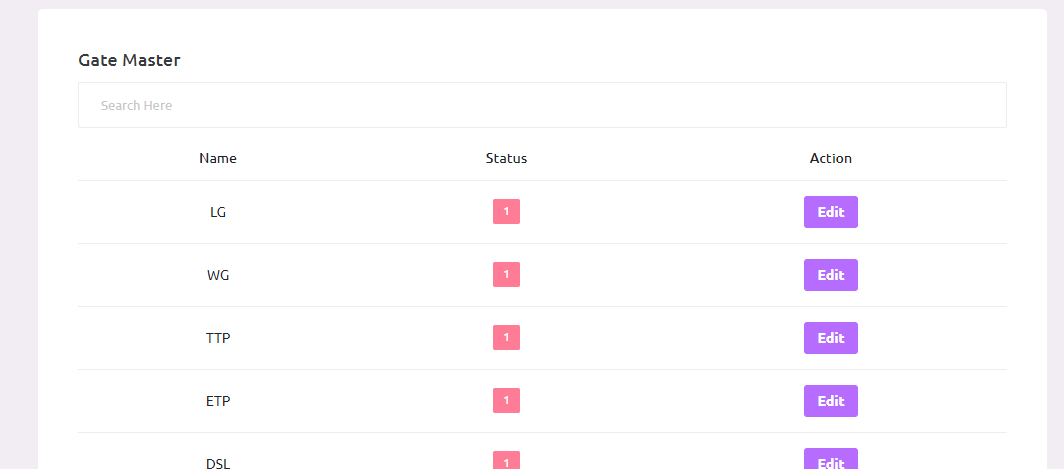 Gate Master
Search Here
Name Status Action
LG 1 Edit
WG 1 Edit
TTP 1 Edit
ETP 1 Edit
DSL 1 Edit